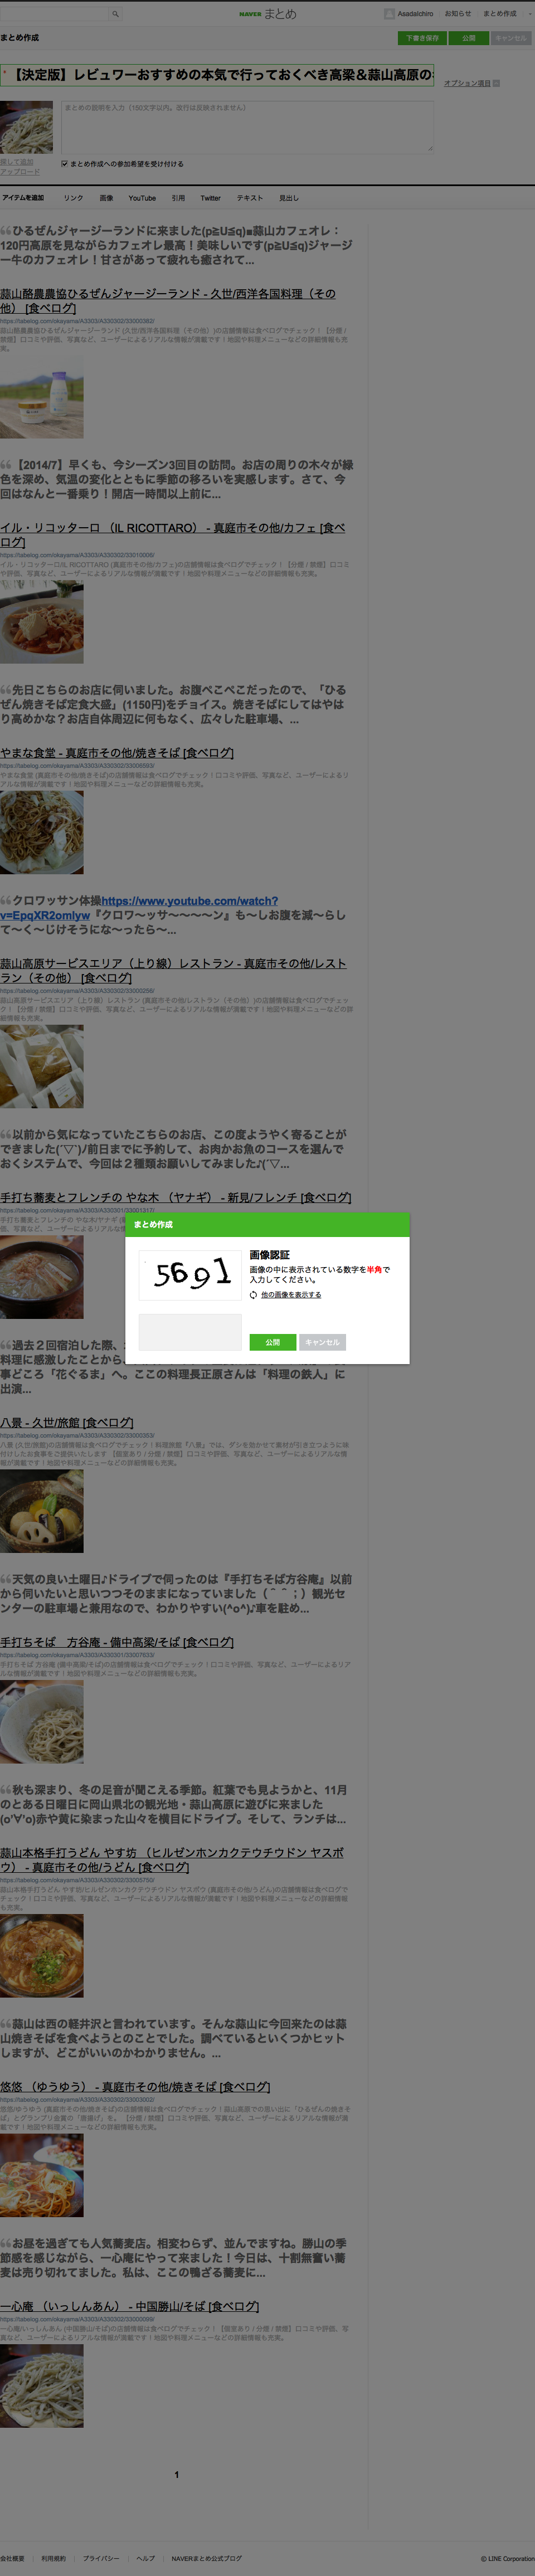 NAVER まとめ
AsadaIchiro お知らせ まとめ作成
まとめ作成
下書き保存 公開 キャンセル
【決定版】レビュワーおすすめの本気で行っておくべき高梁＆蒜山高原の
オプション項目
まとめの説明を入力（160文字以内。改行は反映されません）
探して追加
アップロード
まとめ作成への参加希望を受け付ける
アイテムを追加 リンク 画像 YouTube 引用 Twitter テキスト 見出し
ひるぜんジャージーランドに来ました(p≧U≦q)■蒜山カフェオレ：
120円高原を見ながらカフェオレ最高！美味しいです(p≧U≦q)ジャージ
ー牛のカフェオレ！甘さがあって疲れも癒されて...
蒜山酪農農協ひるぜんジャージーランド - 久世/西洋各国料理（その
他） [食べログ]
https://tabelog.com/okayama/A3303/A330302/33000382/
蒜山酪農農協ひるぜんジャージーランド (久世/西洋各国料理（その他）)の店舗情報は食べログでチェック！【分煙 /
禁煙】口コミや評価、写真など、ユーザーによるリアルな情報が満載です！地図や料理メニューなどの詳細情報も充
実。
【2014/7】早くも、今シーズン3回目の訪問。お店の周りの木々が緑
色を深め、気温の変化とともに季節の移ろいを実感します。さて、今
回はなんと一番乗り！開店一時間以上前に...
イル・リコッターロ （IL RICOTTARO） - 真庭市その他/カフェ [食べ
ログ]
https://tabelog.com/okayama/A3303/A330302/33010009/
イル・リコッターロ/IL RICOTTARO (真庭市その他/カフェ)の店舗情報は食べログでチェック！【分煙 / 禁煙】口コミ
や評価、写真など、ユーザーによるリアルな情報が満載です！地図や料理メニューなどの詳細情報も充実。
先日こちらのお店に伺いました。お腹ぺこぺこだったので、「ひる
ぜん焼きそば定食大盛」(1150円)をチョイス。焼きそばにしてはやは
り高めかな？お店自体周辺に何もなく、広々した駐車場、...
やまな食堂 - 真庭市その他/焼きそば [食べログ]
https://tabelog.com/okayama/A3303/A330302/33006593/
やまな食堂 (真庭市その他/焼きそば)の店舗情報は食べログでチェック！口コミや評価、写真など、ユーザーによるリ
アルな情報が満載です！地図や料理メニューなどの詳細情報も充実。
クロワッサン体操https://www.youtube.com/watch?
v=EpqXR2omlyw『クロワ〜ッサ〜〜〜〜ン』も〜しお腹を減〜らし
て〜く〜じけそうにな〜ったら〜...
蒜山高原サービスエリア（上り線）レストラン - 真庭市その他/レスト
ラン（その他） [食べログ]
https://tabelog.com/okayama/A3303/A330302/33000256/
蒜山高原サービスエリア（上り線）レストラン (真庭市その他/レストラン（その他）)の店舗情報は食べログでチェッ
ク！【分煙 / 禁煙】口コミや評価、写真など、ユーザーによるリアルな情報が満載です！地図や料理メニューなどの詳
細情報も充実。
以前から気になっていたこちらのお店、この度ようやく寄ることが
できました(´▽`)/前日までに予約して、お肉かお魚のコースを選んで
おくシステムで、今回は２種類お願いしてみました♪(´▽...
手打ち蕎麦とフレンチの やな木 （ヤナギ） - 新見/フレンチ [食べログ]
まとめ作成
5691
画像認証
画像の中に表示されている数字を半角で
入力してください。
他の画像を表示する
公開 キャンセル
過去２回宿泊した際、
料理に感激したことから、
事どころ「花ぐるま」へ。ここの料理長正原さんは「料理の鉄人」に
出演...
八景 - 久世/旅館 [食べログ]
https://tabelog.com/okayama/A3303/A330302/33000353/
八景 (久世/旅館)の店舗情報は食べログでチェック！料理旅館『八景』では、ダシを効かせて素材が引き立つように味
付けしたお食事をご提供いたします 【個室あり / 分煙 / 禁煙】口コミや評価、写真など、ユーザーによるリアルな情
報が満載です！地図や料理メニューなどの詳細情報も充実。
天気の良い土曜日♪ドライブで伺ったのは『手打ちそば方谷庵』以前
から伺いたいと思いつつそのままになっていました（＾＾；）観光セ
ンターの駐車場と兼用なので、わかりやすい(^o^)♪車を駐め...
手打ちそば　方谷庵 - 備中高梁/そば [食べログ]
https://tabelog.com/okayama/A3303/A330301/33007633/
手打ちそば 方谷庵 (備中高梁/そば)の店舗情報は食べログでチェック！口コミや評価、写真など、ユーザーによるリア
ルな情報が満載です！地図や料理メニューなどの詳細情報も充実。
秋も深まり、冬の足音が聞こえる季節。紅葉でも見ようかと、11月
のとある日曜日に岡山県北の観光地・蒜山高原に遊びに来ました
(o'∀'o)赤や黄に染まった山々を横目にドライブ。そして、ランチは...
蒜山本格手打うどん やす坊 （ヒルゼンホンカクテウチウドン ヤスボ
ウ） - 真庭市その他/うどん [食べログ]
https://tabelog.com/okayama/A3303/A330302/33005750/
蒜山本格手打うどん やす坊/ヒルゼンホンカクテウチウドン ヤスボウ (真庭市その他/うどん)の店舗情報は食べログで
チェック！口コミや評価、写真など、ユーザーによるリアルな情報が満載です！地図や料理メニューなどの詳細情報も
充実。
蒜山は西の軽井沢と言われています。そんな蒜山に今回来たのは蒜
山焼きそばを食べようとのことでした。調べているといくつかヒット
しますが、どこがいいのかわかりません。...
悠悠 （ゆうゆう） - 真庭市その他/焼きそば [食べログ]
https://tabelog.com/okayama/A3303/A330302/33003002/
悠悠/ゆうゆう (真庭市その他/焼きそば)の店舗情報は食べログでチェック！蒜山高原での思い出に「ひるぜんの焼きそ
ば」とグランプリ金賞の「唐揚げ」を。 【分煙 / 禁煙】口コミや評価、写真など、ユーザーによるリアルな情報が満
載です！地図や料理メニューなどの詳細情報も充実。
お昼を過ぎても人気蕎麦店。相変わらず、並んでますね。勝山の季
節感を感じながら、一心庵にやって来ました！今日は、十割無奮い蕎
麦は売り切れてました。私は、ここの鴨ざる蕎麦に...
一心庵 （いっしんあん） - 中国勝山/そば [食べログ]
https://tabelog.com/okayama/A3303/A330302/33000099/
一心庵/いっしんあん (中国勝山/そば)の店舗情報は食べログでチェック！【個室あり / 分煙 / 禁煙】口コミや評価、写
真など、ユーザーによるリアルな情報が満載です！地図や料理メニューなどの詳細情報も充実。
1
会社概要 利用規約 プライバシー ヘルプ NAVERまとめ公式ブログ © LINE Corporation